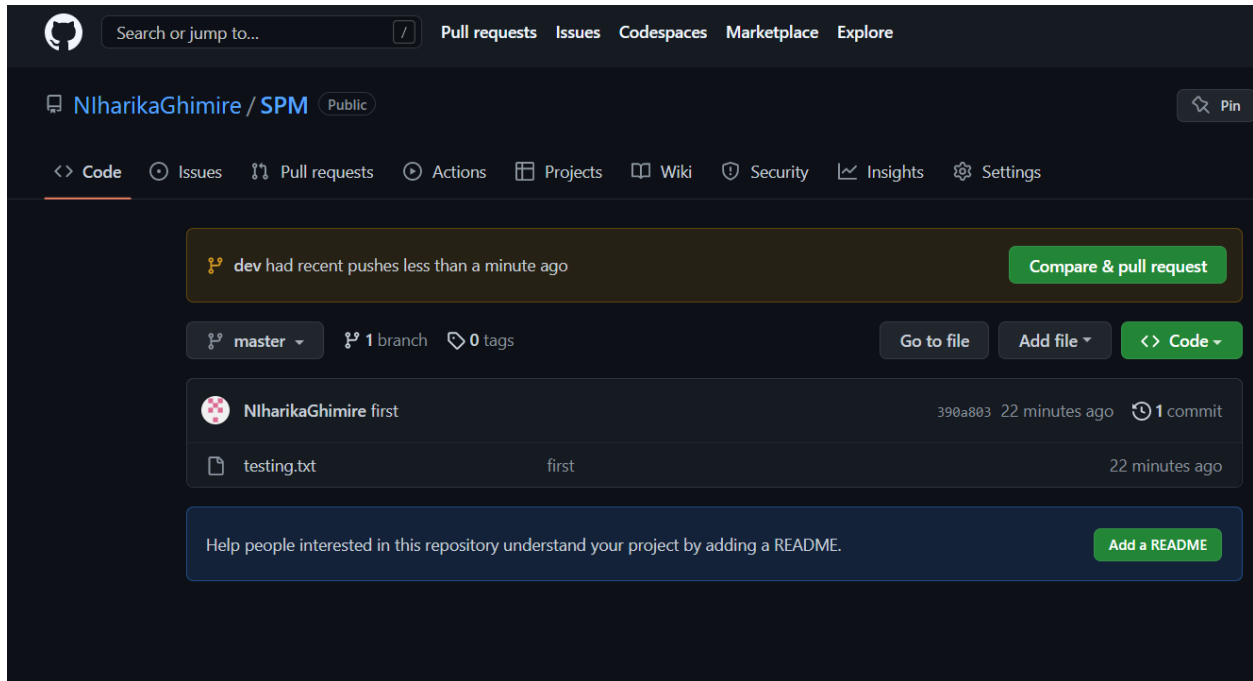 Search or jump to... / Pull requests Issues Codespaces Marketplace Explore
NIharikaGhimire / SPM Public Pin
<> Code Issues Pull requests Actions Projects Wiki Security Insights Settings
dev had recent pushes less than a minute ago Compare & pull request
master 1 branch 0 tags Go to file Add file <> Code
NIharikaGhimire first 390a803 22 minutes ago 1 commit
testing.txt first 22 minutes ago
Help people interested in this repository understand your project by adding a README. Add a README